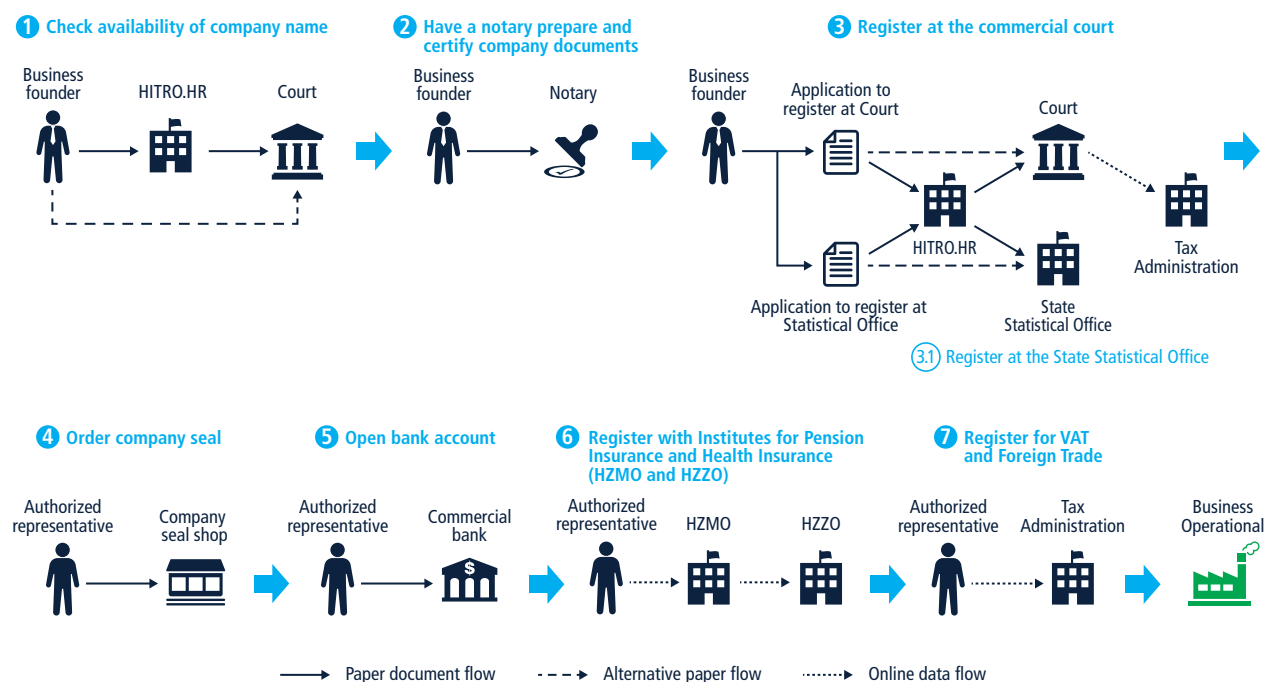 1 Check availability of company name
Business
founder
HITRO.HR
Court
2 Have a notary prepare and
certify company documents
Business
founder
Notary
3 Register at the commercial court
Business
founder
Application to
register at Court
Court
HITRO.HR
Tax
Administration
Application to register at
Statistical Office
State
Statistical Office
3.1 Register at the State Statistical Office
4 Order company seal
Authorized
representative
Company
seal shop
5 Open bank account
Authorized
representative
Commercial
bank
$
6 Register with Institutes for Pension
Insurance and Health Insurance
(HZMO and HZZO)
Authorized
representative
HZMO
HZZO
7 Register for VAT
and Foreign Trade
Authorized
representative
Tax
Administration
Business
Operational
Paper document flow
Alternative paper flow
Online data flow